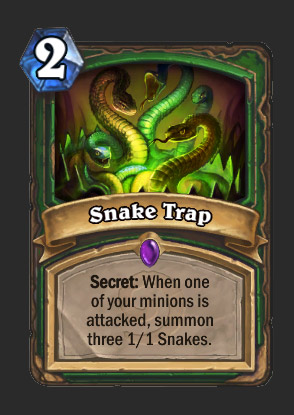 2
Snake Trap
Secret: When one
of your minions is
attacked, summon
three 1/1 Snakes.